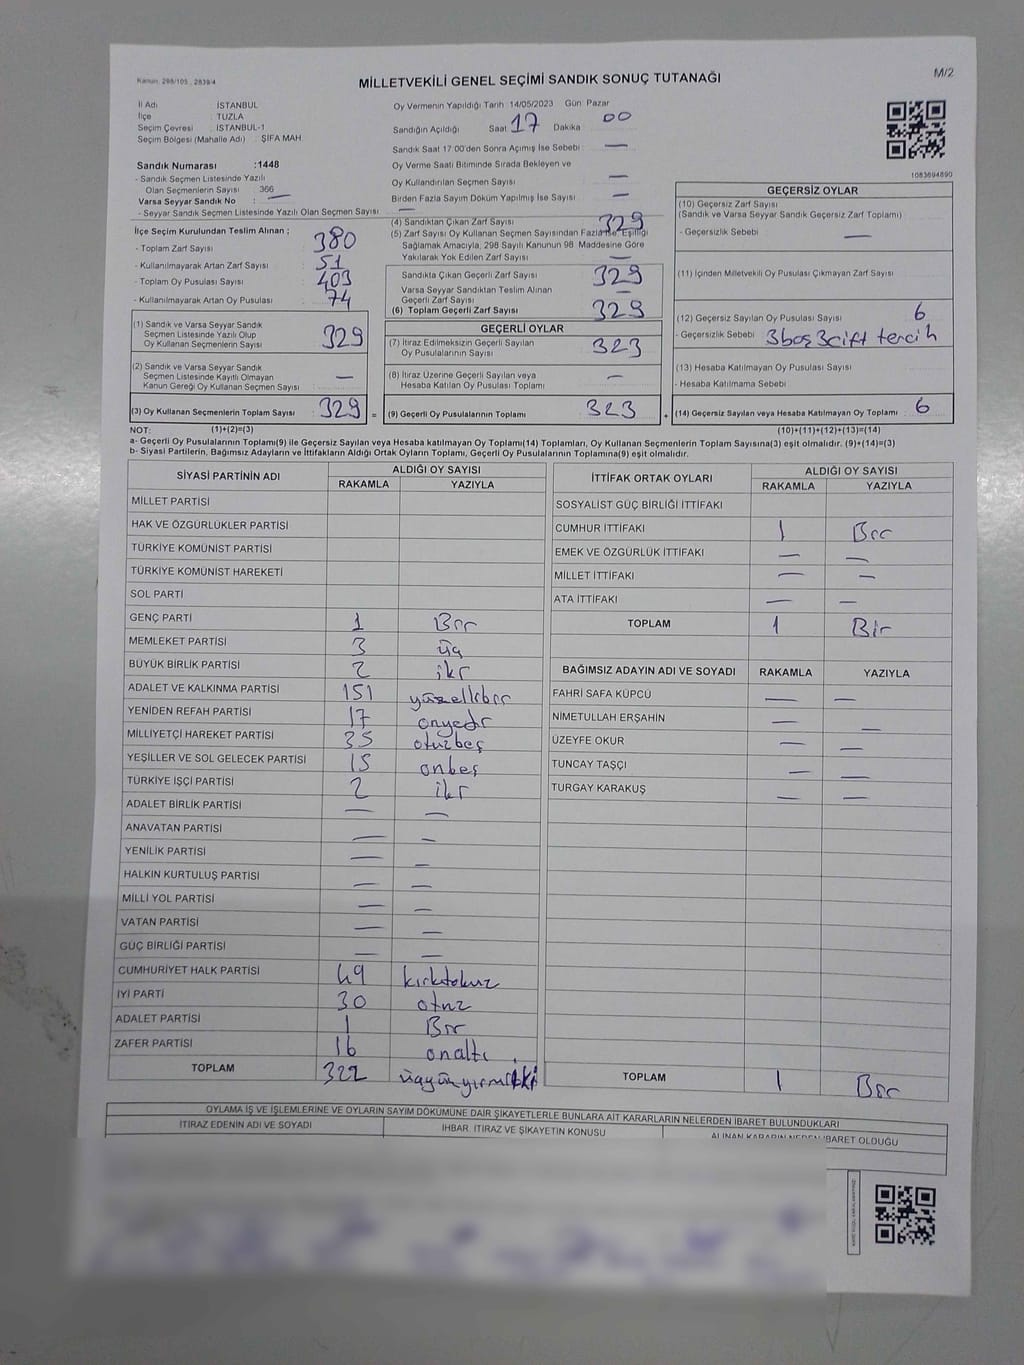 Kanun: 298/105 , 2839/4
M/2
MİLLETVEKİLİ GENEL SEÇİMİ SANDIK SONUÇ TUTANAĞI
İl Adı : İSTANBUL
İlçe : TUZLA
Seçim Çevresi : İSTANBUL-1
Seçim Bölgesi (Mahalle Adı) : ŞİFA MAH.
Sandık Numarası :1448
- Sandık Seçmen Listesinde Yazılı
Olan Seçmenlerin Sayısı : 366
Varsa Seyyar Sandık No : —
- Seyyar Sandık Seçmen Listesinde Yazılı Olan Seçmen Sayısı : —
Oy Vermenin Yapıldığı Tarih 14/05/2023 Gün Pazar
Sandığın Açıldığı Saat 17 Dakika 00
Sandık Saat 17:00'den Sonra Açımış İse Sebebi : —
Oy Verme Saati Bitiminde Sırada Bekleyen ve
Oy Kullandırılan Seçmen Sayısı : —
Birden Fazla Sayım Döküm Yapılmış İse Sayısı : —
1083694890
İlçe Seçim Kurulundan Teslim Alınan ;
- Toplam Zarf Sayısı : 380
- Kullanılmayarak Artan Zarf Sayısı : 51
- Toplam Oy Pusulası Sayısı : 403
- Kullanılmayarak Artan Oy Pusulası : 74
(1) Sandık ve Varsa Seyyar Sandık
Seçmen Listesinde Yazılı Olup
Oy Kullanan Seçmenlerin Sayısı : 329
(2) Sandık ve Varsa Seyyar Sandık
Seçmen Listesinde Kayıtlı Olmayan
Kanun Gereği Oy Kullanan Seçmen Sayısı : —
(3) Oy Kullanan Seçmenlerin Toplam Sayısı : 329 =
(4) Sandıktan Çıkan Zarf Sayısı : 329
(5) Zarf Sayısı Oy Kullanan Seçmen Sayısından Fazla İse, Eşitliği
Sağlamak Amacıyla, 298 Sayılı Kanunun 98. Maddesine Göre
Yakılarak Yok Edilen Zarf Sayısı : —
Sandıkta Çıkan Geçerli Zarf Sayısı : 329
Varsa Seyyar Sandıktan Teslim Alınan
Geçerli Zarf Sayısı : —
(6) Toplam Geçerli Zarf Sayısı : 329
GEÇERLİ OYLAR
(7) İtiraz Edilmeksizin Geçerli Sayılan
Oy Pusulalarının Sayısı : 323
(8) İtiraz Üzerine Geçerli Sayılan veya
Hesaba Katılan Oy Pusulası Toplamı : —
(9) Geçerli Oy Pusulalarının Toplamı : 323 +
GEÇERSİZ OYLAR
(10) Geçersiz Zarf Sayısı
(Sandık ve Varsa Seyyar Sandık Geçersiz Zarf Toplamı) :
- Geçersizlik Sebebi : —
(11) İçinden Milletvekili Oy Pusulası Çıkmayan Zarf Sayısı :
(12) Geçersiz Sayılan Oy Pusulası Sayısı : 6
- Geçersizlik Sebebi : 3boş 3çift tercih
(13) Hesaba Katılmayan Oy Pusulası Sayısı :
- Hesaba Katılmama Sebebi :
(14) Geçersiz Sayılan veya Hesaba Katılmayan Oy Toplamı : 6
NOT: (1)+(2)=(3)
(10)+(11)+(12)+(13)=(14)
a- Geçerli Oy Pusulalarının Toplamı(9) ile Geçersiz Sayılan veya Hesaba katılmayan Oy Toplamı(14) Toplamları, Oy Kullanan Seçmenlerin Toplam Sayısına(3) eşit olmalıdır. (9)+(14)=(3)
b- Siyasi Partilerin, Bağımsız Adayların ve İttifakların Aldığı Ortak Oyların Toplamı, Geçerli Oy Pusulalarının Toplamına(9) eşit olmalıdır.
SİYASİ PARTİNİN ADI ALDIĞI OY SAYISI
RAKAMLA YAZIYLA
MİLLET PARTİSİ
HAK VE ÖZGÜRLÜKLER PARTİSİ
TÜRKİYE KOMÜNİST PARTİSİ
TÜRKİYE KOMÜNİST HAREKETİ
SOL PARTİ
GENÇ PARTİ 1 Bir
MEMLEKET PARTİSİ 3 üç
BÜYÜK BİRLİK PARTİSİ 2 iki
ADALET VE KALKINMA PARTİSİ 151 yüzellibir
YENİDEN REFAH PARTİSİ 17 onyedi
MİLLİYETÇİ HAREKET PARTİSİ 35 otuzbeş
YEŞİLLER VE SOL GELECEK PARTİSİ 15 onbeş
TÜRKİYE İŞÇİ PARTİSİ 2 iki
ADALET BİRLİK PARTİSİ — —
ANAVATAN PARTİSİ — —
YENİLİK PARTİSİ — —
HALKIN KURTULUŞ PARTİSİ — —
MİLLİ YOL PARTİSİ — —
VATAN PARTİSİ — —
GÜÇ BİRLİĞİ PARTİSİ — —
CUMHURİYET HALK PARTİSİ 49 kırkdokuz
İYİ PARTİ 30 otuz
ADALET PARTİSİ 1 Bir
ZAFER PARTİSİ 16 onaltı
TOPLAM 322 üçyüzyirmiiki
İTTİFAK ORTAK OYLARI ALDIĞI OY SAYISI
RAKAMLA YAZIYLA
SOSYALİST GÜÇ BİRLİĞİ İTTİFAKI
CUMHUR İTTİFAKI 1 Bir
EMEK VE ÖZGÜRLÜK İTTİFAKI — —
MİLLET İTTİFAKI — —
ATA İTTİFAKI — —
TOPLAM 1 Bir
BAĞIMSIZ ADAYIN ADI VE SOYADI RAKAMLA YAZIYLA
FAHRİ SAFA KÜPCÜ — —
NİMETULLAH ERŞAHİN — —
ÜZEYFE OKUR — —
TUNCAY TAŞÇI — —
TURGAY KARAKUŞ — —
TOPLAM 1 Bir
OYLAMA İŞ VE İŞLEMLERİNE VE OYLARIN SAYIM DÖKÜMÜNE DAİR ŞİKAYETLERLE BUNLARA AİT KARARLARIN NELERDEN İBARET BULUNDUKLARI
İTİRAZ EDENİN ADI VE SOYADI İHBAR, İTİRAZ VE ŞİKAYETİN KONUSU ALINAN KARARIN NEDEN İBARET OLDUĞU